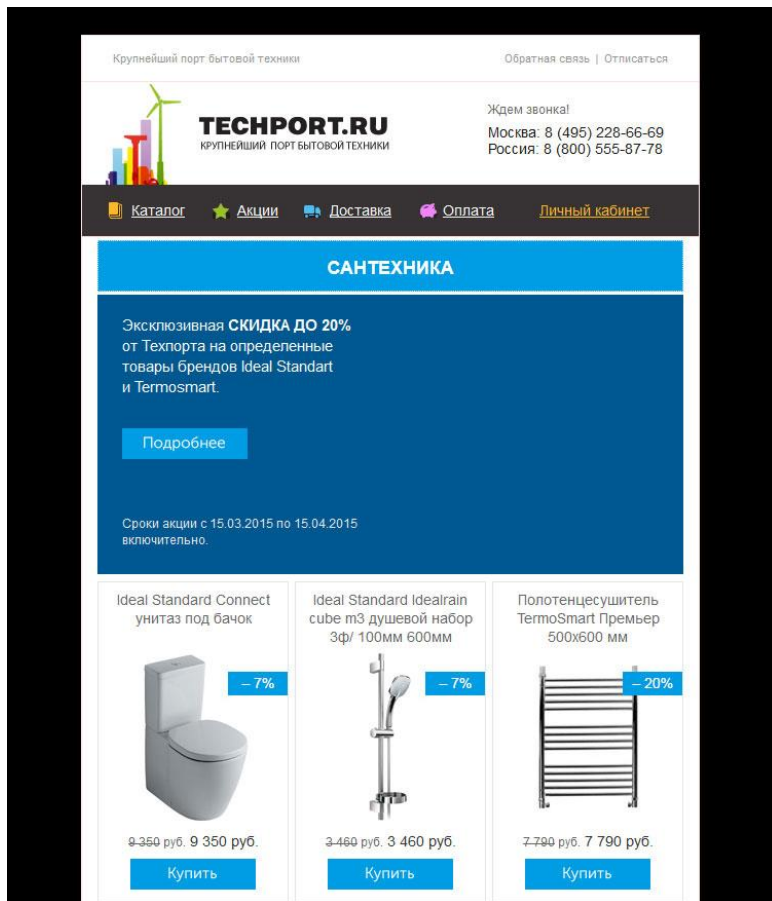 Крупнейший порт бытовой техники
Обратная связь | Отписаться
TECHPORT.RU
КРУПНЕЙШИЙ ПОРТ БЫТОВОЙ ТЕХНИКИ
Ждем звонка!
Москва: 8 (495) 228-66-69
Россия: 8 (800) 555-87-78
Каталог Акции Доставка Оплата Личный кабинет
САНТЕХНИКА
Эксклюзивная СКИДКА ДО 20%
от Техпорта на определенные
товары брендов Ideal Standart
и Termosmart.
Подробнее
Сроки акции с 15.03.2015 по 15.04.2015
включительно.
Ideal Standard Connect
унитаз под бачок
– 7%
9 350 руб. 9 350 руб.
Купить
Ideal Standard Idealrain
cube m3 душевой набор
3ф/ 100мм 600мм
– 7%
3 460 руб. 3 460 руб.
Купить
Полотенцесушитель
TermoSmart Премьер
500x600 мм
– 20%
7 790 руб. 7 790 руб.
Купить